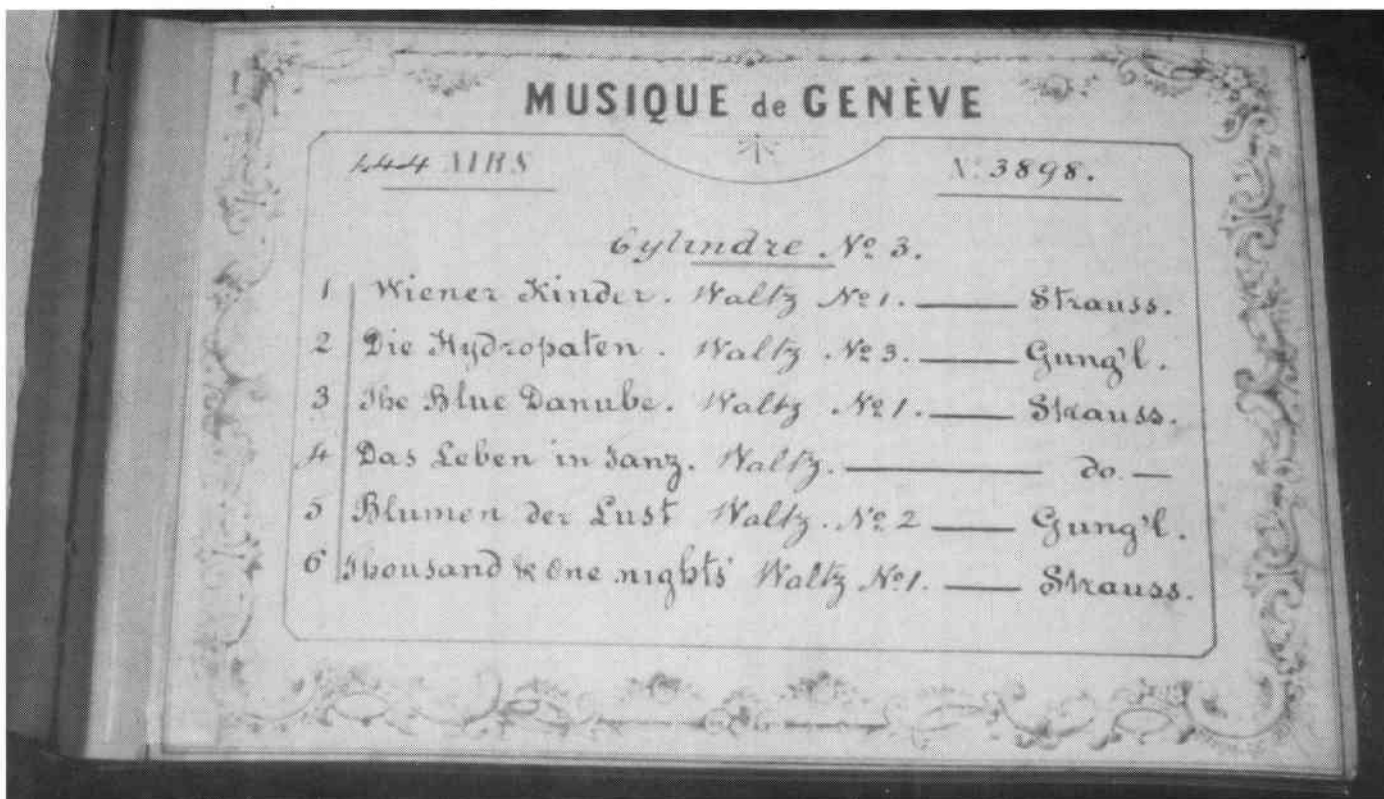 MUSIQUE de GENÈVE
444 AIRS
No 3898.
Cylindre No 3.
1 Wiener Kinder. Waltz No 1. — Strauss.
2 Die Hydropaten. Waltz No 3. — Gung'l.
3 The Blue Danube. Waltz No 1. — Strauss.
4 Das Leben in Tanz. Waltz. — do. —
5 Blumen der Lust Waltz. No 2 — Gung'l.
6 Thousand & One nights' Waltz No 1. — Strauss.